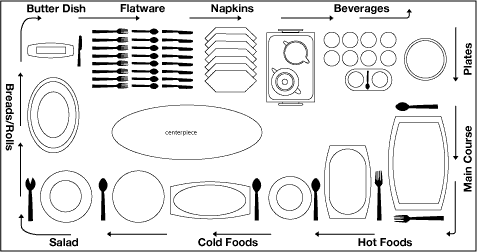 Butter Dish
Flatware
Napkins
Beverages
Plates
Breads/Rolls
centerpiece
Main Course
Salad
Cold Foods
Hot Foods